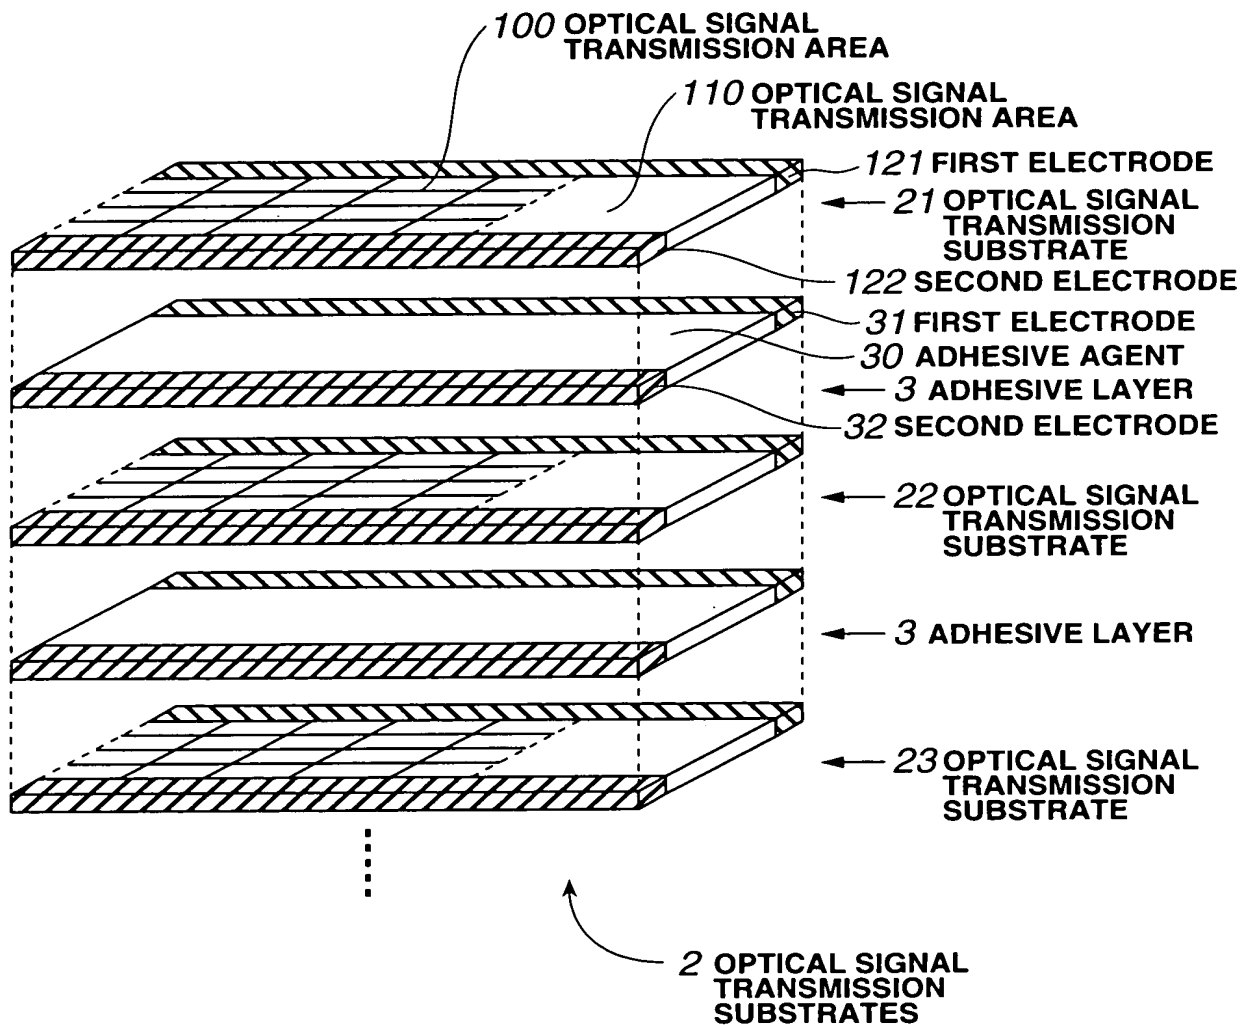 100 OPTICAL SIGNAL
TRANSMISSION AREA
110 OPTICAL SIGNAL
TRANSMISSION AREA
121 FIRST ELECTRODE
21 OPTICAL SIGNAL
TRANSMISSION
SUBSTRATE
122 SECOND ELECTRODE
31 FIRST ELECTRODE
30 ADHESIVE AGENT
3 ADHESIVE LAYER
32 SECOND ELECTRODE
22 OPTICAL SIGNAL
TRANSMISSION
SUBSTRATE
3 ADHESIVE LAYER
23 OPTICAL SIGNAL
TRANSMISSION
SUBSTRATE
2 OPTICAL SIGNAL
TRANSMISSION
SUBSTRATES